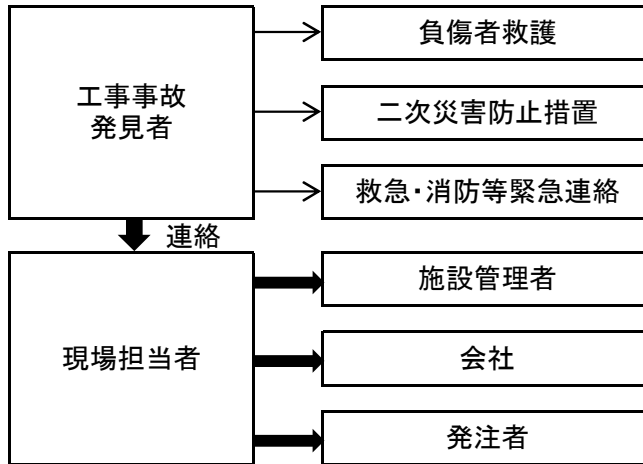 工事事故
発見者
負傷者救護
二次災害防止措置
救急・消防等緊急連絡
連絡
現場担当者
施設管理者
会社
発注者